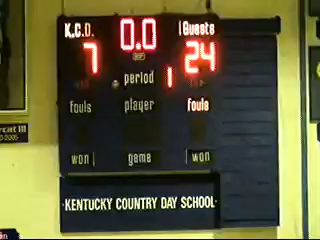 K.C.D. 0.0 Guests
7 24
period 1
fouls player fouls
won game won
KENTUCKY COUNTRY DAY SCHOOL